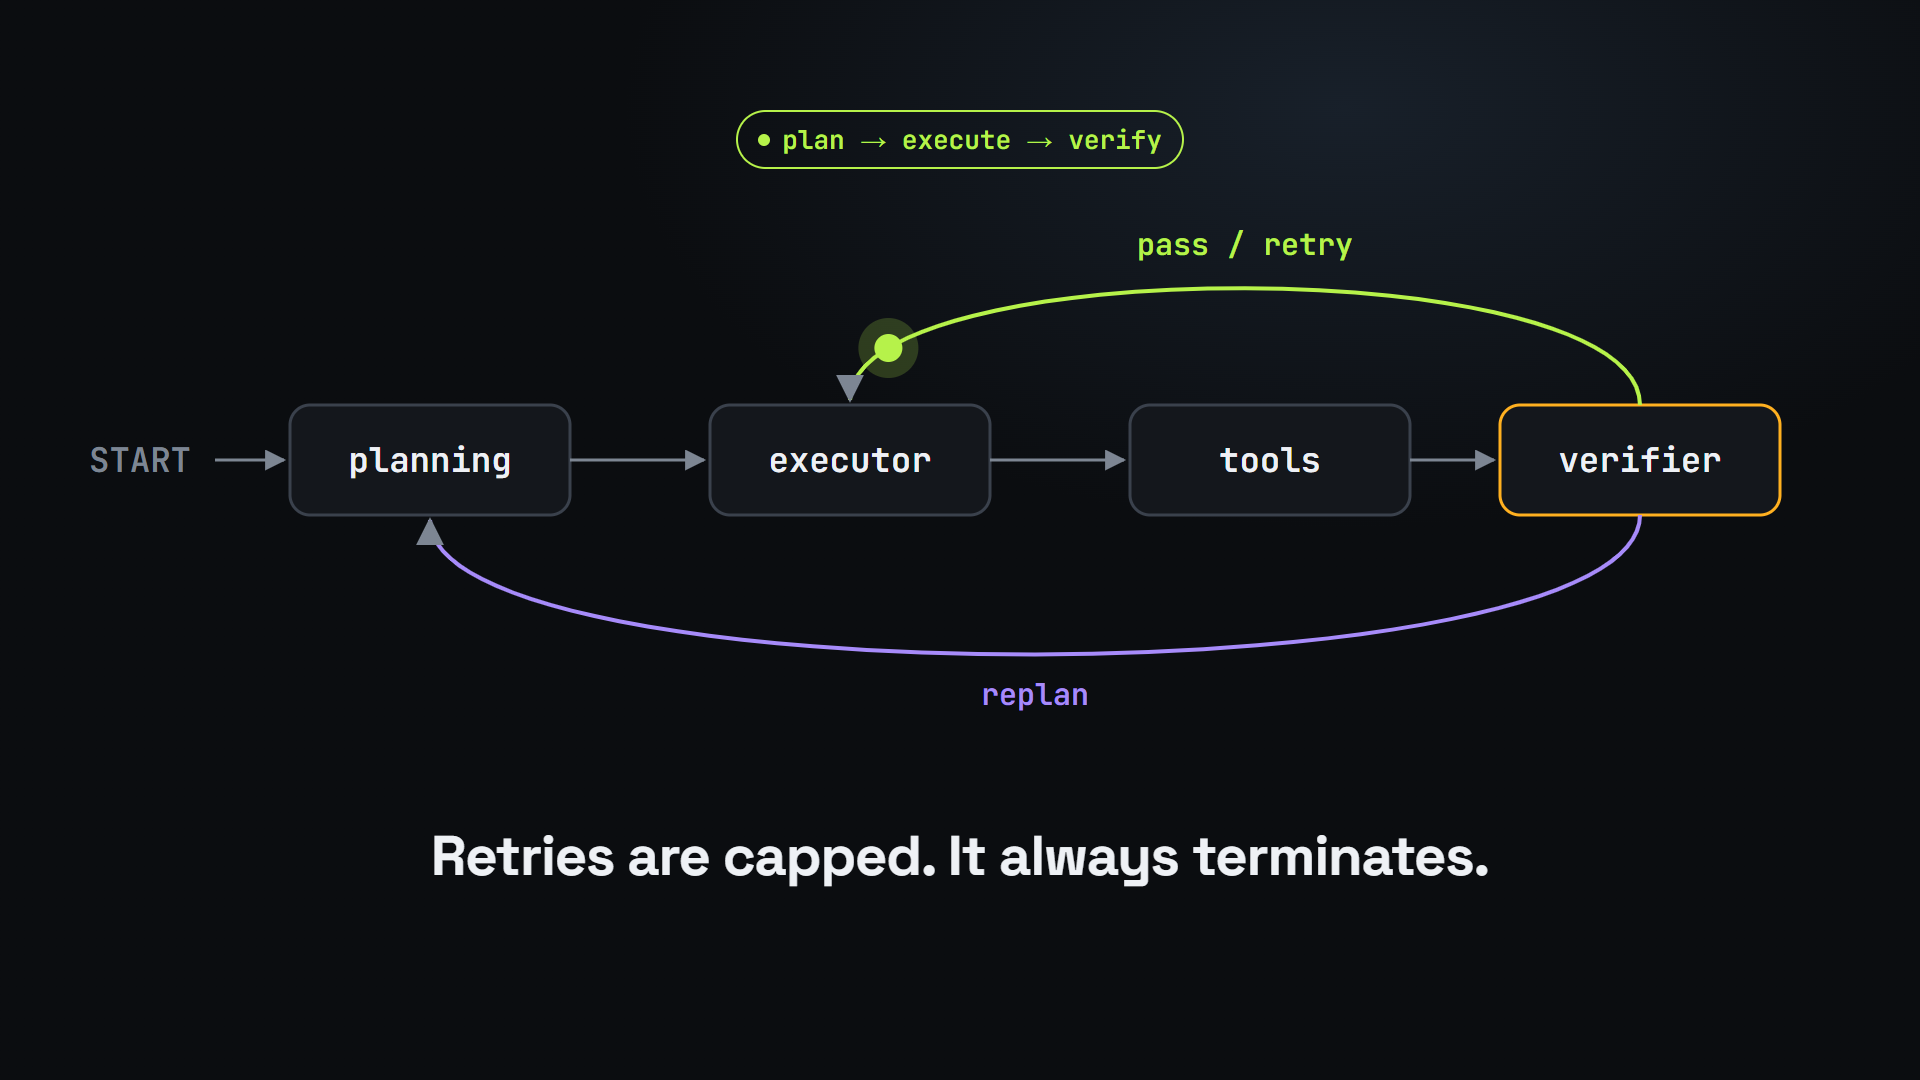 plan → execute → verify
pass / retry
START
planning
executor
tools
verifier
replan
Retries are capped. It always terminates.